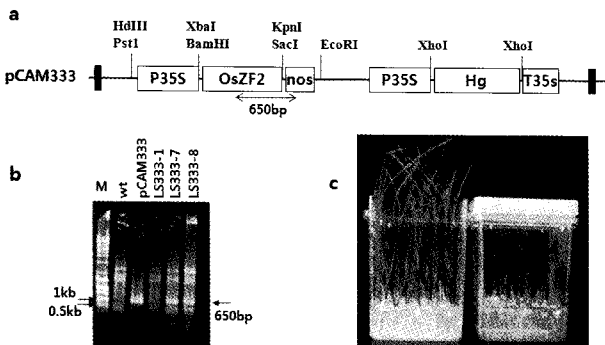 a
HdIII
Pst1
XbaI
BamHI
KpnI
SacI
EcoRI
XhoI
XhoI
pCAM333
P35S
OsZF2
nos
P35S
Hg
T35s
650bp
b
M
wt
pCAM333
LS333-1
LS333-7
LS333-8
1kb
0.5kb
650bp
c